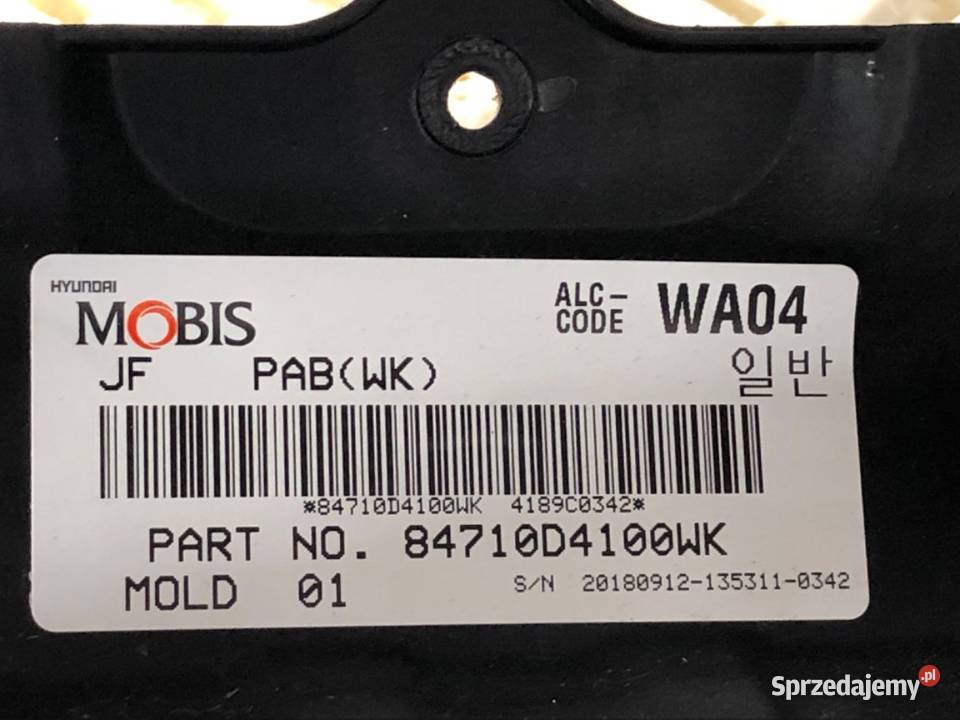 HYUNDAI
MOBIS
ALC-
CODE WA04
JF PAB(WK) 일반
*84710D4100WK 4189C0342*
PART NO. 84710D4100WK
MOLD 01 S/N 20180912-135311-0342
Sprzedajemy.pl